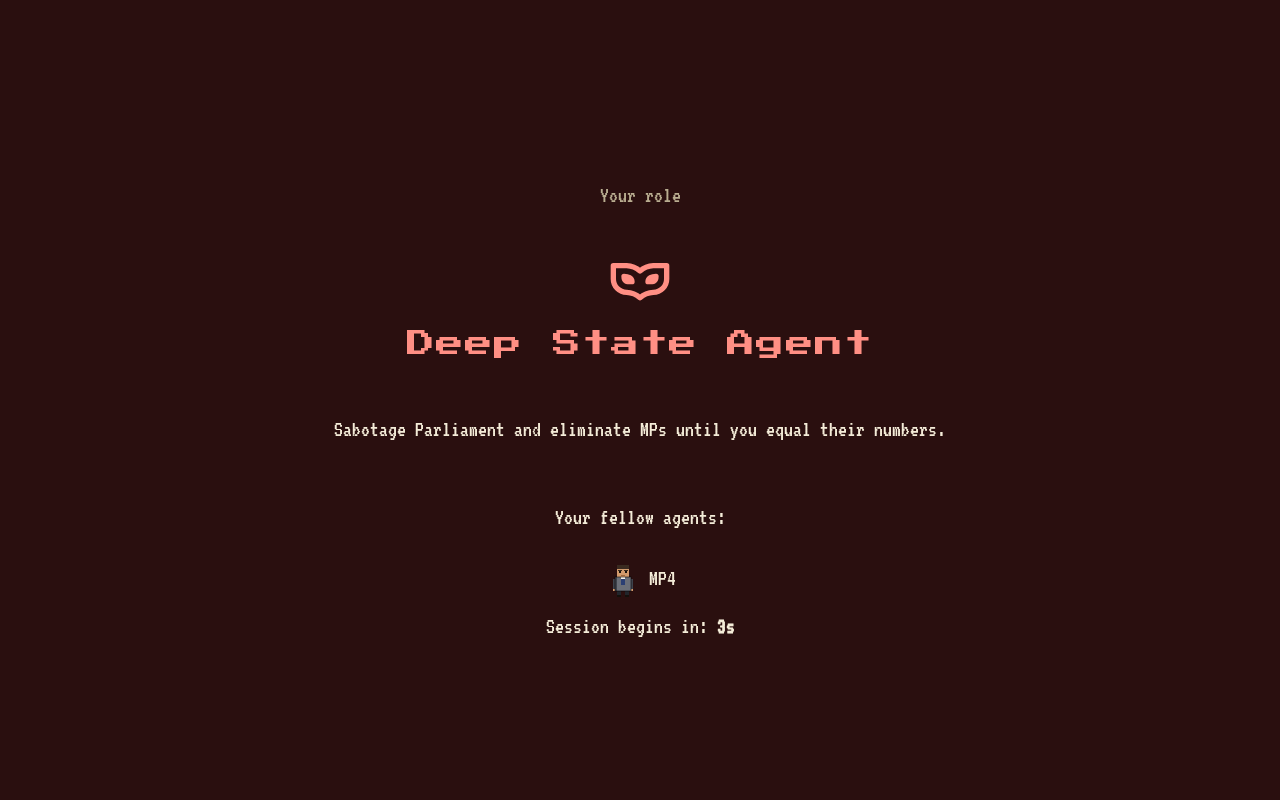 Your role
Deep State Agent
Sabotage Parliament and eliminate MPs until you equal their numbers.
Your fellow agents:
MP4
Session begins in: 3s